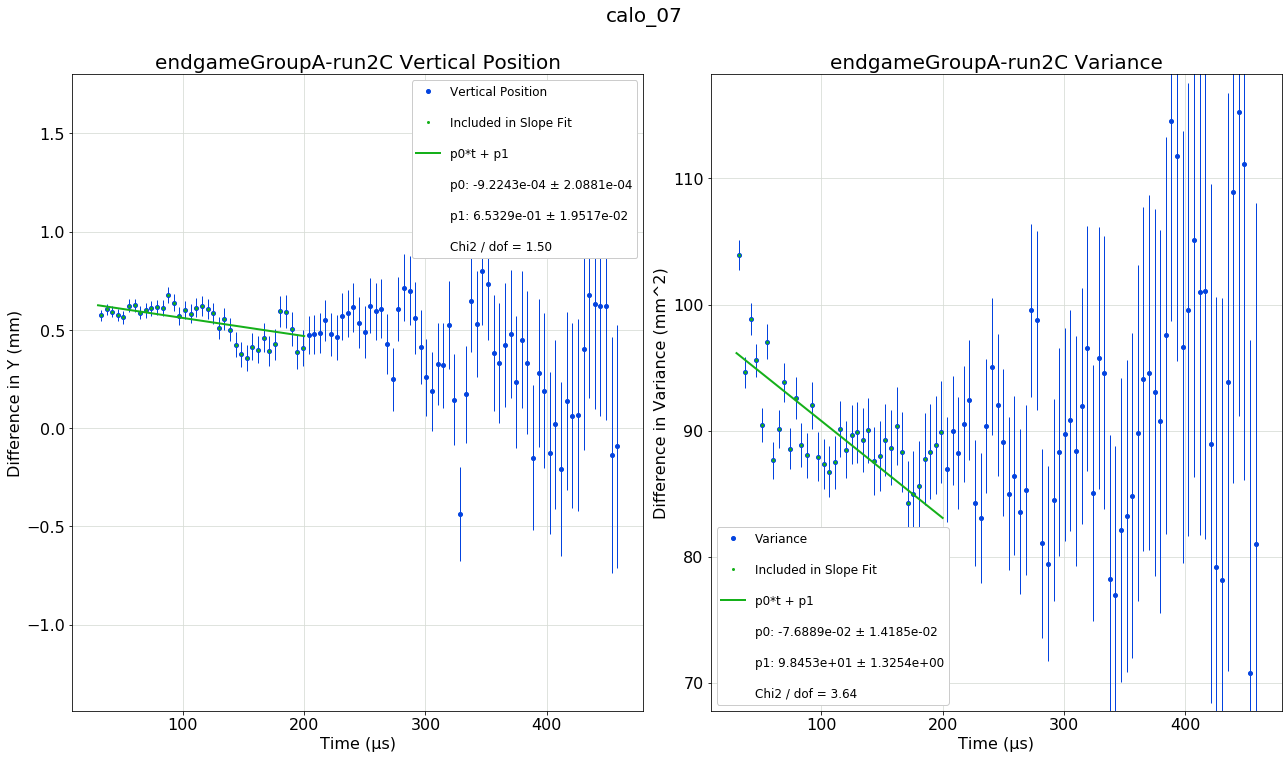 calo_07
endgameGroupA-run2C Vertical Position
Vertical Position
Included in Slope Fit
p0*t + p1
p0: -9.2243e-04 ± 2.0881e-04
p1: 6.5329e-01 ± 1.9517e-02
Chi2 / dof = 1.50
Difference in Y (mm)
1.5
1.0
0.5
0.0
−0.5
−1.0
100
200
300
400
Time (μs)
endgameGroupA-run2C Variance
Variance
Included in Slope Fit
p0*t + p1
p0: -7.6889e-02 ± 1.4185e-02
p1: 9.8453e+01 ± 1.3254e+00
Chi2 / dof = 3.64
Difference in Variance (mm^2)
110
100
90
80
70
100
200
300
400
Time (μs)